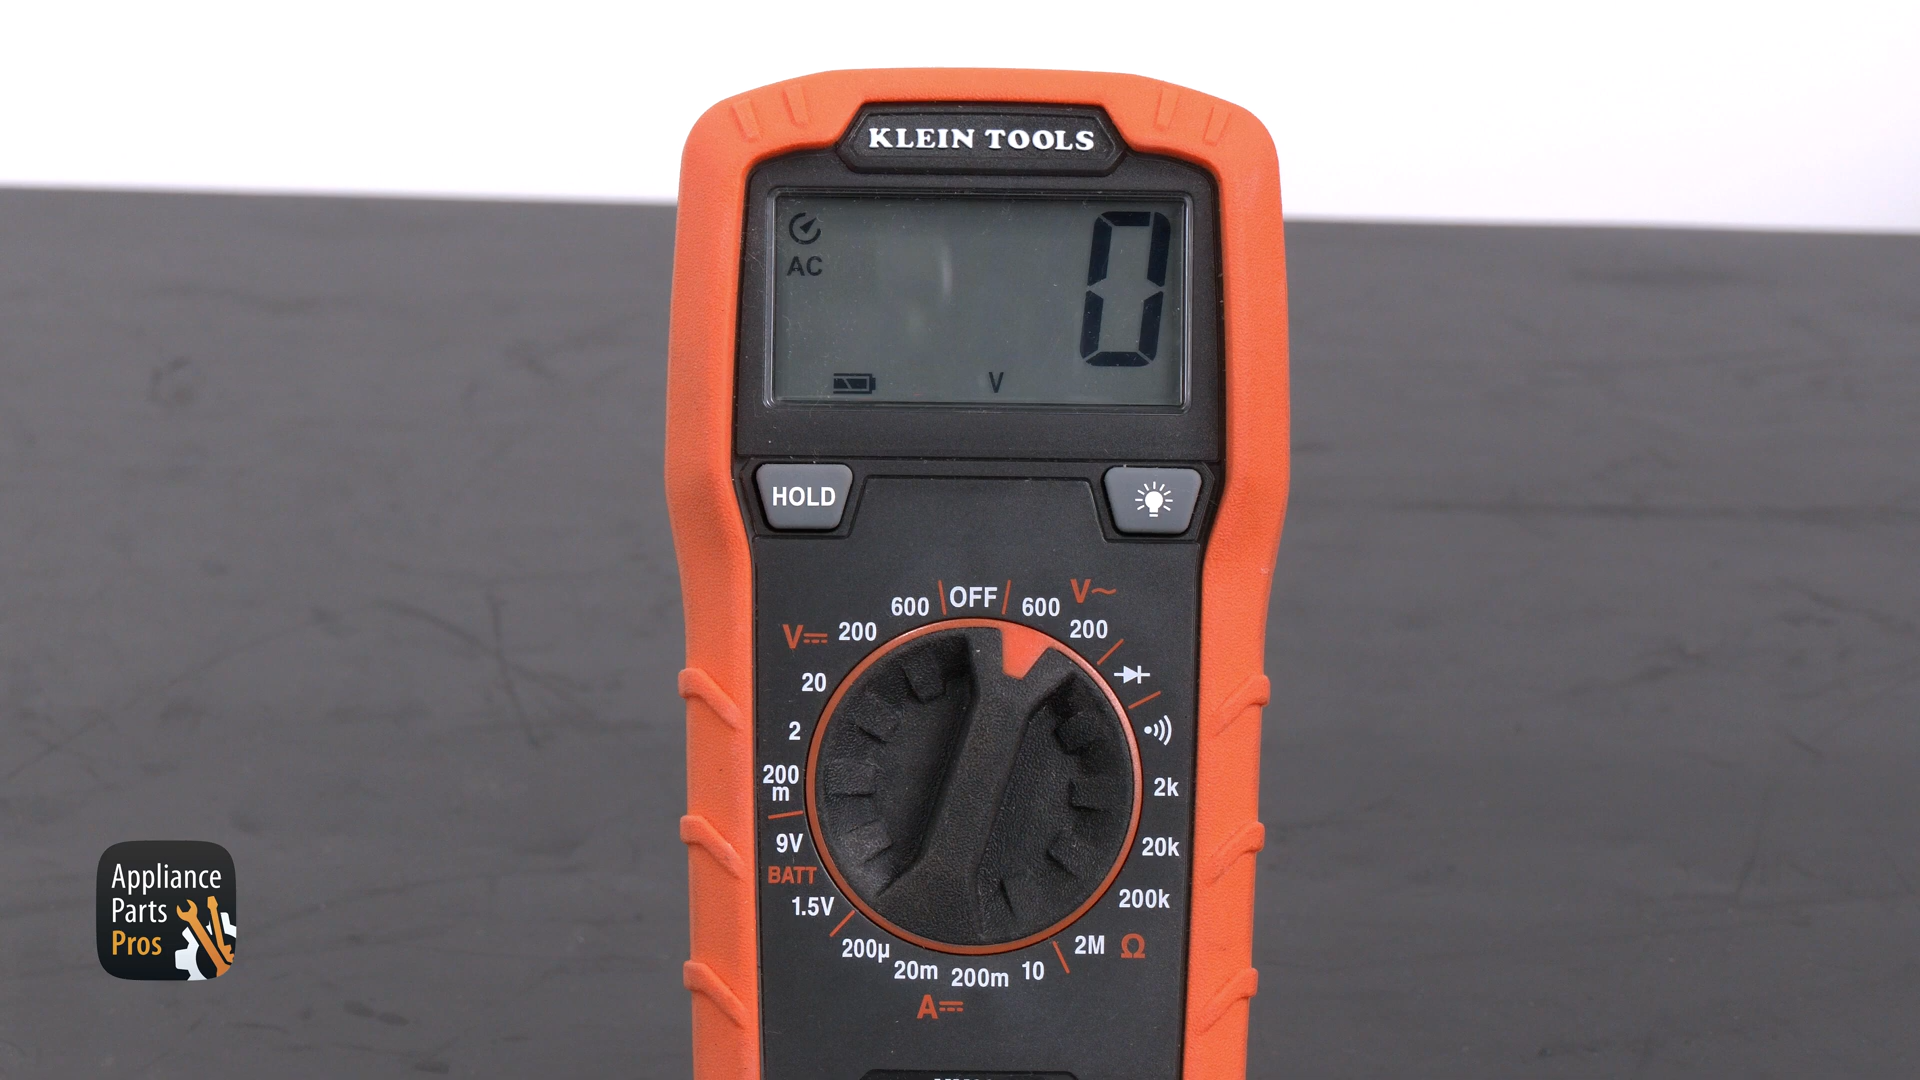 KLEIN TOOLS
AC
0
V
HOLD
600 OFF 600 V~
V⎓ 200 200
20
2
200
m
2k
9V
20k
BATT
200k
1.5V
2M Ω
200µ
20m 200m 10
A⎓
Appliance
Parts
Pros